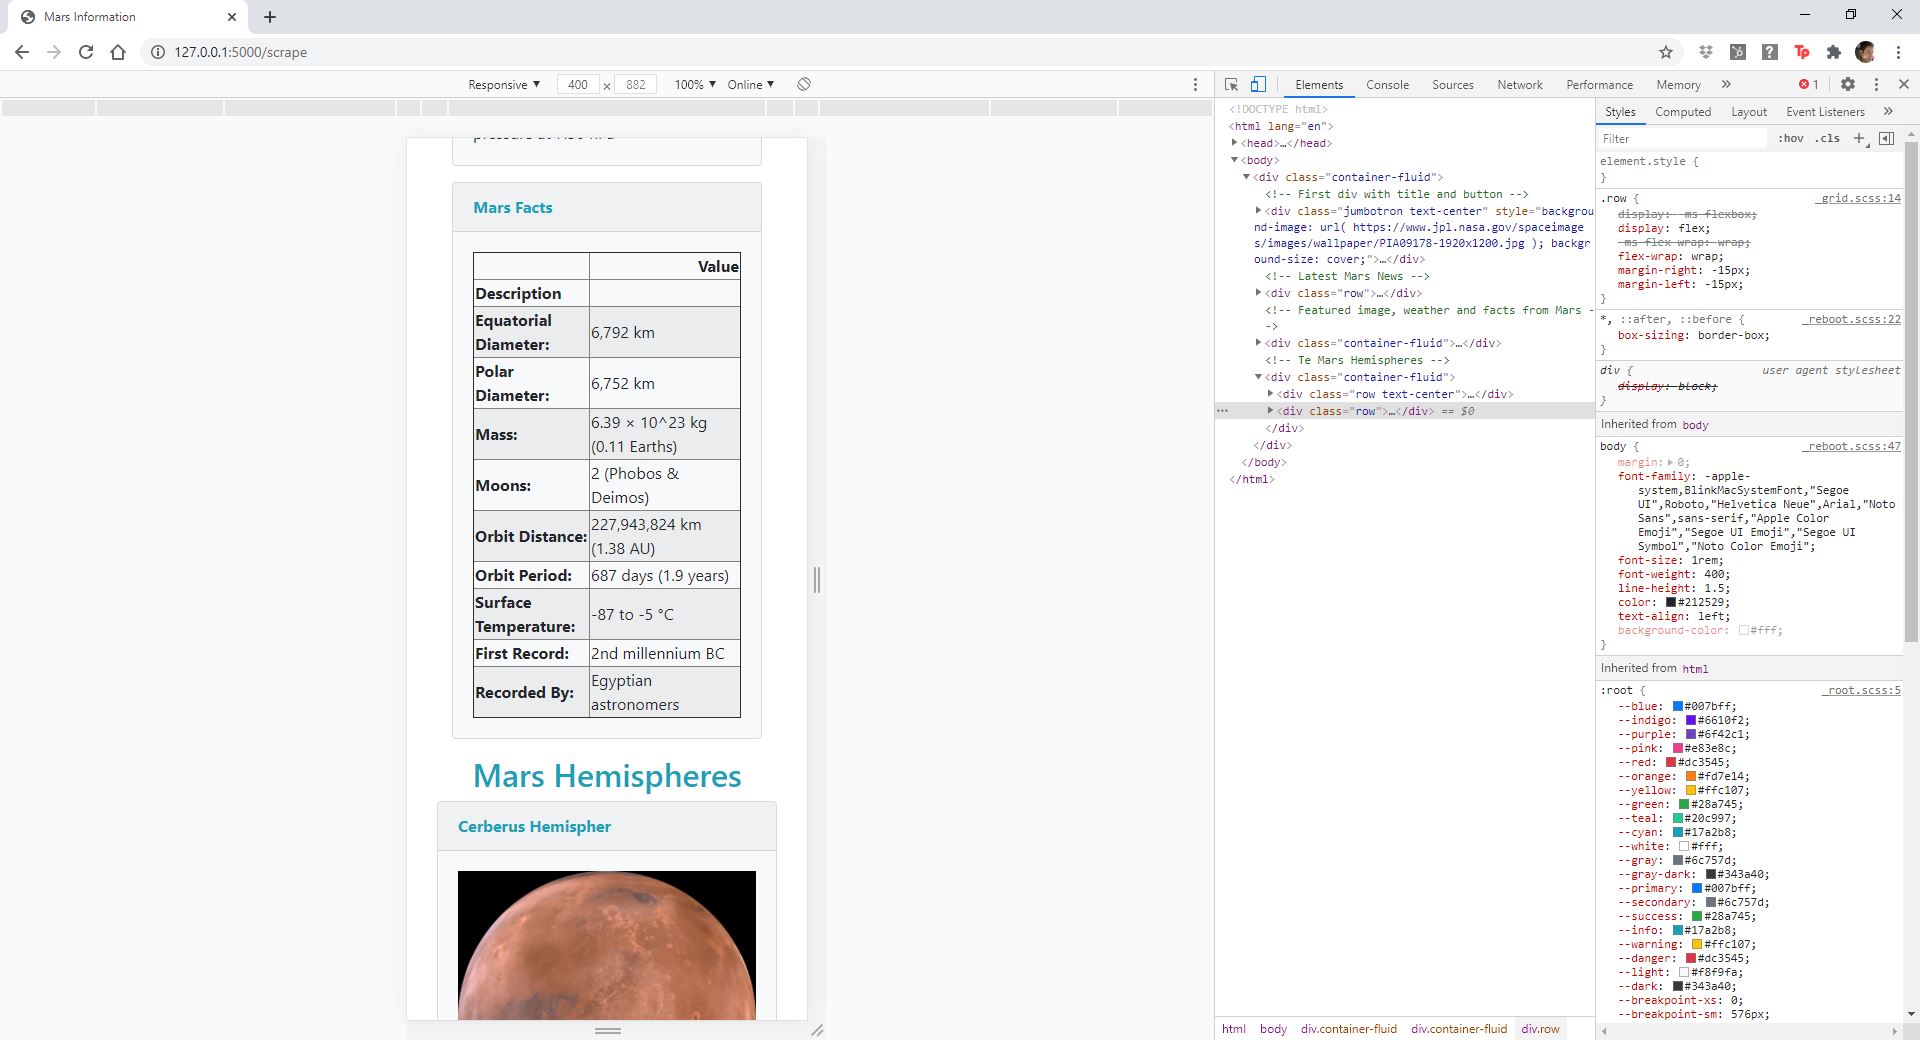 Mars Information
127.0.0.1:5000/scrape
Responsive ▼ 400 x 882 100% ▼ Online ▼
Mars Facts
Value
Description
Equatorial
Diameter:
6,792 km
Polar
Diameter:
6,752 km
Mass:
6.39 × 10^23 kg
(0.11 Earths)
Moons:
2 (Phobos &
Deimos)
Orbit Distance:
227,943,824 km
(1.38 AU)
Orbit Period:
687 days (1.9 years)
Surface
Temperature:
-87 to -5 °C
First Record:
2nd millennium BC
Recorded By:
Egyptian
astronomers
Mars Hemispheres
Cerberus Hemispher
Elements Console Sources Network Performance Memory » 1
<!DOCTYPE html>
<html lang="en">
<head>…</head>
<body>
<div class="container-fluid">
<!-- First div with title and button -->
<div class="jumbotron text-center" style="backgrou
nd-image: url( https://www.jpl.nasa.gov/spaceimage
s/images/wallpaper/PIA09178-1920x1200.jpg ); backgr
ound-size: cover;">…</div>
<!-- Latest Mars News -->
<div class="row">…</div>
<!-- Featured image, weather and facts from Mars -
->
<div class="container-fluid">…</div>
<!-- Te Mars Hemispheres -->
<div class="container-fluid">
<div class="row text-center">…</div>
<div class="row">…</div> == $0
</div>
</div>
</body>
</html>
html body div.container-fluid div.container-fluid div.row
Styles Computed Layout Event Listeners »
Filter :hov .cls +
element.style {
}
.row { _grid.scss:14
display: -ms-flexbox;
display: flex;
-ms-flex-wrap: wrap;
flex-wrap: wrap;
margin-right: -15px;
margin-left: -15px;
}
*, ::after, ::before { _reboot.scss:22
box-sizing: border-box;
}
div { user agent stylesheet
display: block;
}
Inherited from body
body { _reboot.scss:47
margin: 0;
font-family: -apple-
system,BlinkMacSystemFont,"Segoe
UI",Roboto,"Helvetica Neue",Arial,"Noto
Sans",sans-serif,"Apple Color
Emoji","Segoe UI Emoji","Segoe UI
Symbol","Noto Color Emoji";
font-size: 1rem;
font-weight: 400;
line-height: 1.5;
color: #212529;
text-align: left;
background-color: #fff;
}
Inherited from html
:root { _root.scss:5
--blue: #007bff;
--indigo: #6610f2;
--purple: #6f42c1;
--pink: #e83e8c;
--red: #dc3545;
--orange: #fd7e14;
--yellow: #ffc107;
--green: #28a745;
--teal: #20c997;
--cyan: #17a2b8;
--white: #fff;
--gray: #6c757d;
--gray-dark: #343a40;
--primary: #007bff;
--secondary: #6c757d;
--success: #28a745;
--info: #17a2b8;
--warning: #ffc107;
--danger: #dc3545;
--light: #f8f9fa;
--dark: #343a40;
--breakpoint-xs: 0;
--breakpoint-sm: 576px;